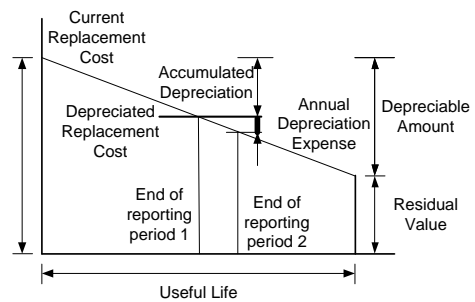 Current
Replacement
Cost
Accumulated
Depreciation
Depreciated
Replacement
Cost
Annual
Depreciation
Expense
Depreciable
Amount
End of
reporting
period 1
End of
reporting
period 2
Residual
Value
Useful Life